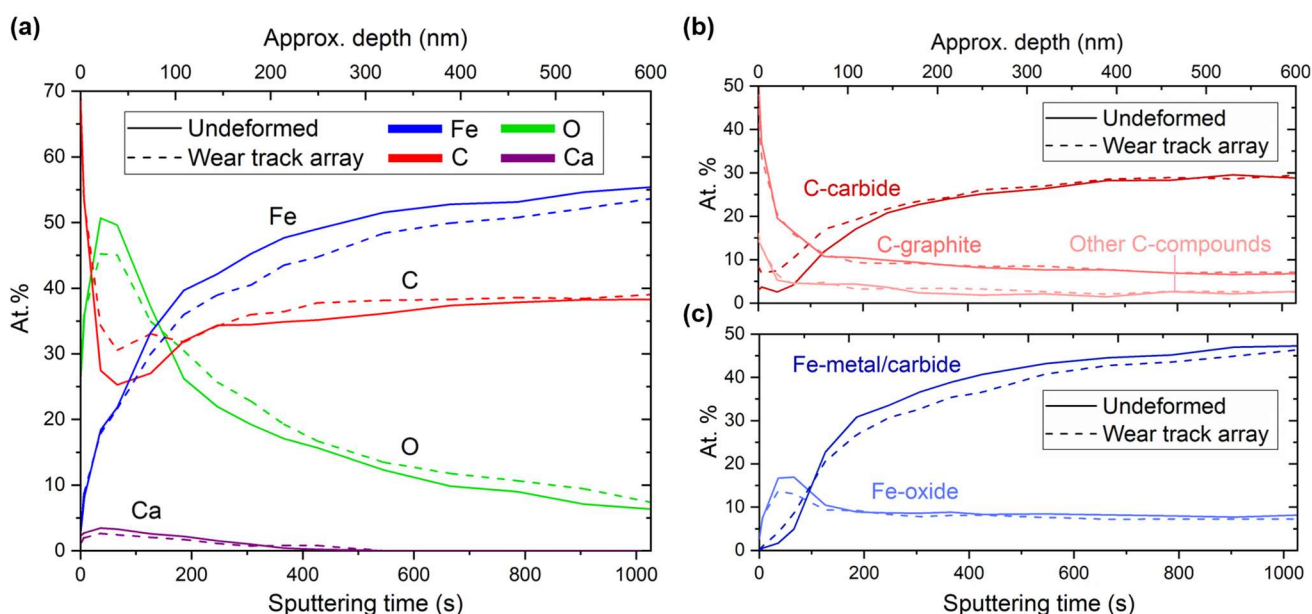 (a)
Approx. depth (nm)
0 100 200 300 400 500 600
70
60
50
40
30
20
10
0
At.%
Undeformed
Wear track array
Fe
C
O
Ca
Fe
C
O
Ca
0 200 400 600 800 1000
Sputtering time (s)
(b)
Approx. depth (nm)
0 100 200 300 400 500 600
50
40
30
20
10
0
At. %
Undeformed
Wear track array
C-carbide
C-graphite
Other C-compounds
(c)
50
40
30
20
10
0
At. %
Fe-metal/carbide
Undeformed
Wear track array
Fe-oxide
0 200 400 600 800 1000
Sputtering time (s)